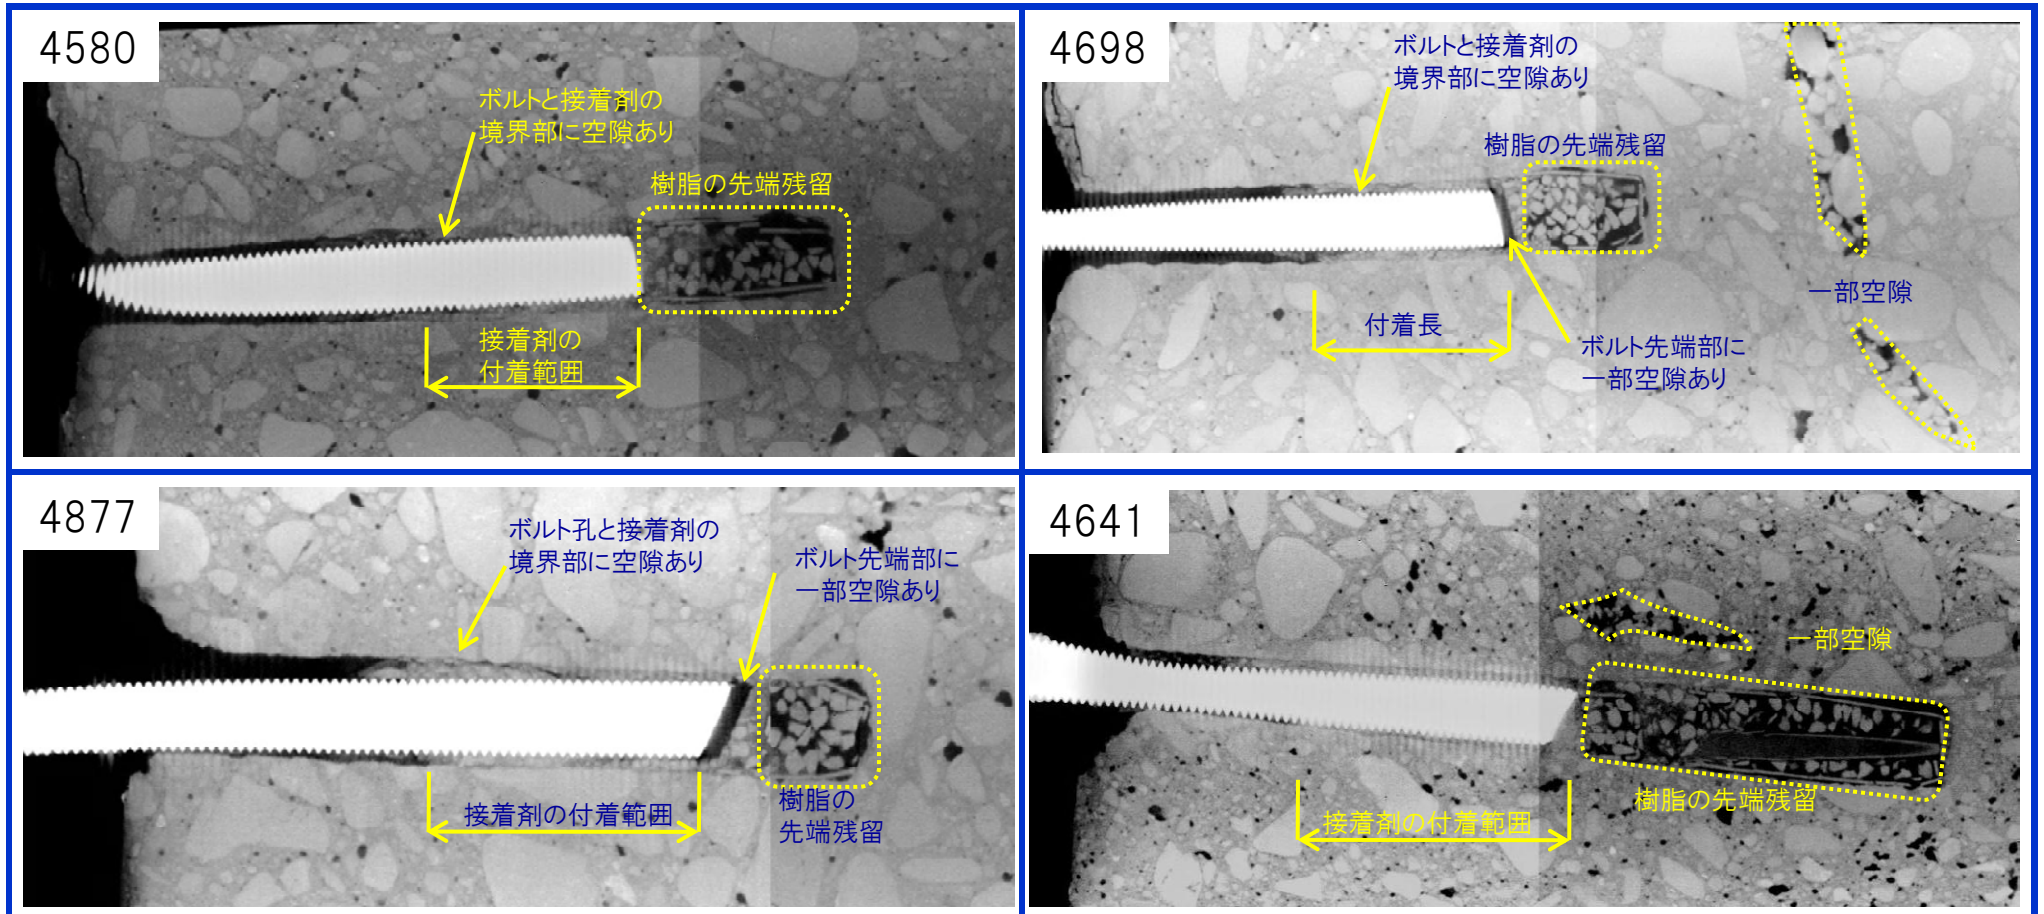 4580
ボルトと接着剤の
境界部に空隙あり
樹脂の先端残留
接着剤の
付着範囲
4698
ボルトと接着剤の
境界部に空隙あり
樹脂の先端残留
一部空隙
付着長
ボルト先端部に
一部空隙あり
4877
ボルト孔と接着剤の
境界部に空隙あり
ボルト先端部に
一部空隙あり
接着剤の付着範囲
樹脂の
先端残留
4641
一部空隙
樹脂の先端残留
接着剤の付着範囲